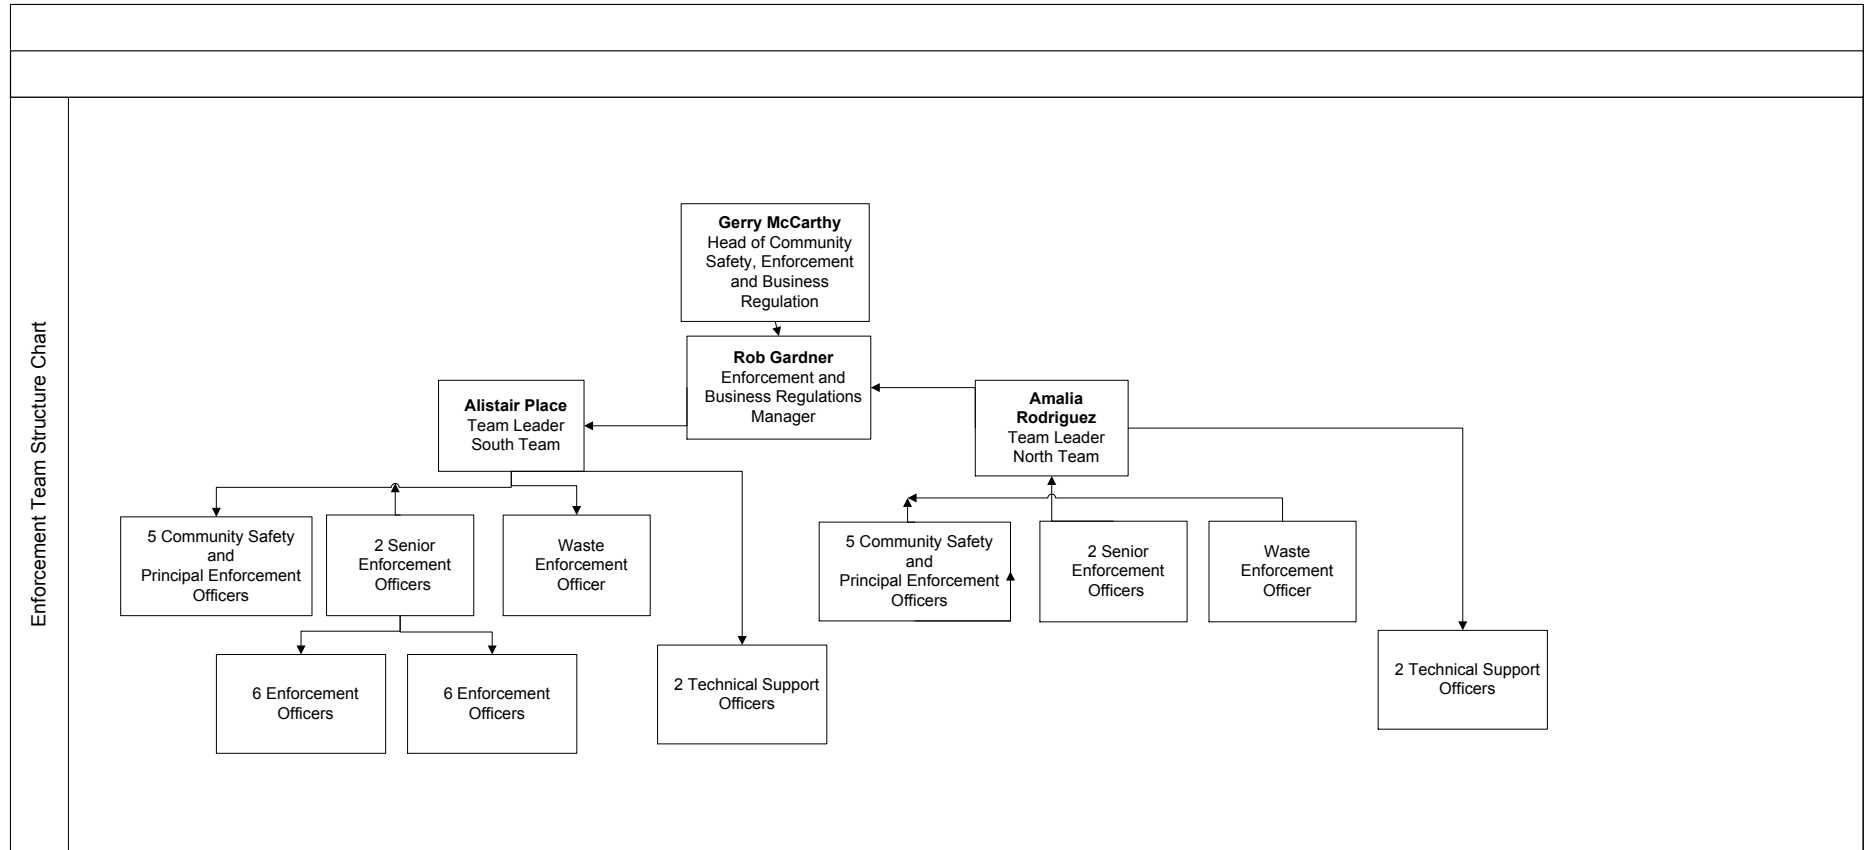 Enforcement Team Structure Chart
Gerry McCarthy
Head of Community
Safety, Enforcement
and Business
Regulation
Rob Gardner
Enforcement and
Business Regulations
Manager
Alistair Place
Team Leader
South Team
Amalia
Rodriguez
Team Leader
North Team
5 Community Safety
and
Principal Enforcement
Officers
2 Senior
Enforcement
Officers
Waste
Enforcement
Officer
5 Community Safety
and
Principal Enforcement
Officers
2 Senior
Enforcement
Officers
Waste
Enforcement
Officer
6 Enforcement
Officers
6 Enforcement
Officers
2 Technical Support
Officers
2 Technical Support
Officers